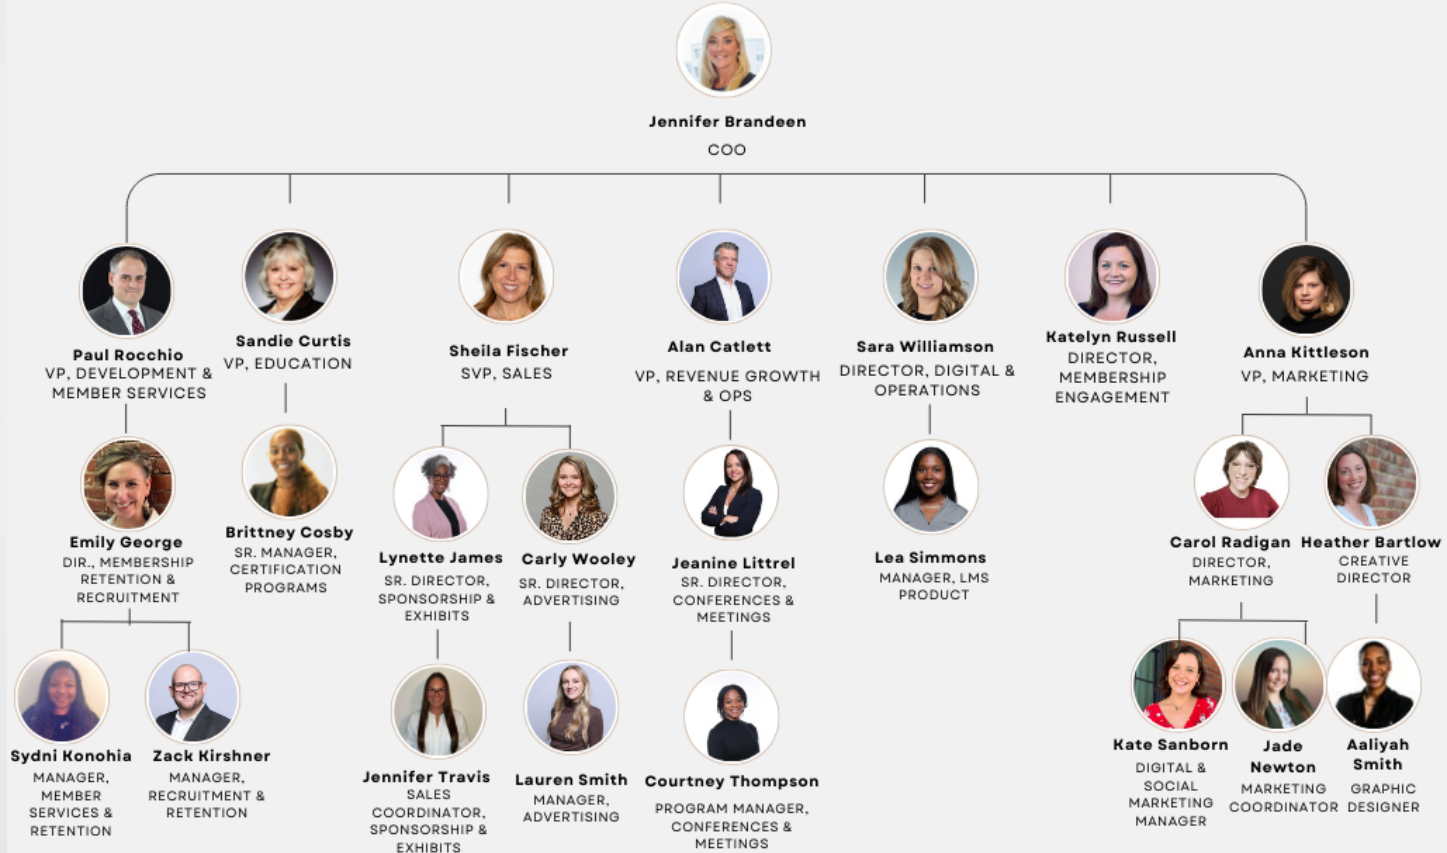 Jennifer Brandeen
COO
Paul Rocchio
VP, DEVELOPMENT &
MEMBER SERVICES
Sandie Curtis
VP, EDUCATION
Sheila Fischer
SVP, SALES
Alan Catlett
VP, REVENUE GROWTH
& OPS
Sara Williamson
DIRECTOR, DIGITAL &
OPERATIONS
Katelyn Russell
DIRECTOR,
MEMBERSHIP
ENGAGEMENT
Anna Kittleson
VP, MARKETING
Emily George
DIR., MEMBERSHIP
RETENTION &
RECRUITMENT
Brittney Cosby
SR. MANAGER,
CERTIFICATION
PROGRAMS
Lynette James
SR. DIRECTOR,
SPONSORSHIP &
EXHIBITS
Carly Wooley
SR. DIRECTOR,
ADVERTISING
Jeanine Littrel
SR. DIRECTOR,
CONFERENCES &
MEETINGS
Lea Simmons
MANAGER, LMS
PRODUCT
Carol Radigan
DIRECTOR,
MARKETING
Heather Bartlow
CREATIVE
DIRECTOR
Sydni Konohia
MANAGER,
MEMBER
SERVICES &
RETENTION
Zack Kirshner
MANAGER,
RECRUITMENT &
RETENTION
Jennifer Travis
SALES
COORDINATOR,
SPONSORSHIP &
EXHIBITS
Lauren Smith
MANAGER,
ADVERTISING
Courtney Thompson
PROGRAM MANAGER,
CONFERENCES &
MEETINGS
Kate Sanborn
DIGITAL &
SOCIAL
MARKETING
MANAGER
Jade
Newton
MARKETING
COORDINATOR
Aaliyah
Smith
GRAPHIC
DESIGNER